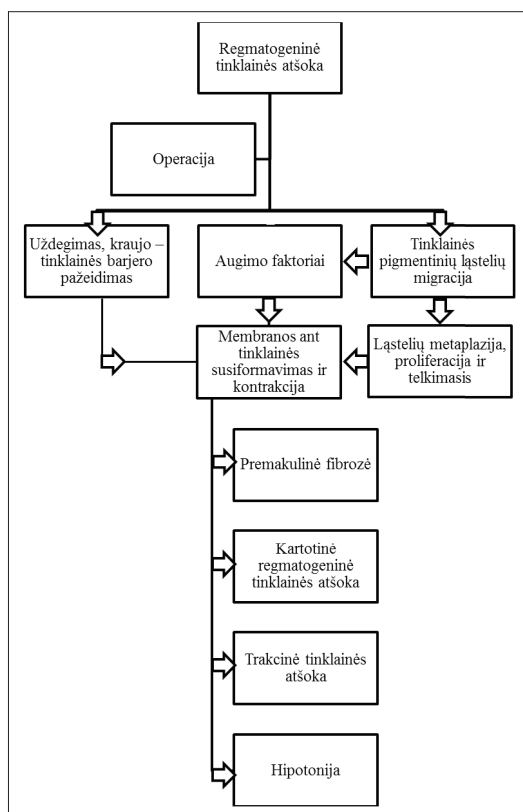 Regmatogeninė
tinklainės atšoka
Operacija
Uždegimas, kraujo –
tinklainės barjero
pažeidimas
Augimo faktoriai
Tinklainės
pigmentinių ląstelių
migracija
Membranos ant
tinklainės
susiformavimas ir
kontrakcija
Ląstelių metaplazija,
proliferacija ir
telkimasis
Premakulinė fibrozė
Kartotinė
regmatogeninė
tinklainės atšoka
Trakcinė tinklainės
atšoka
Hipotonija